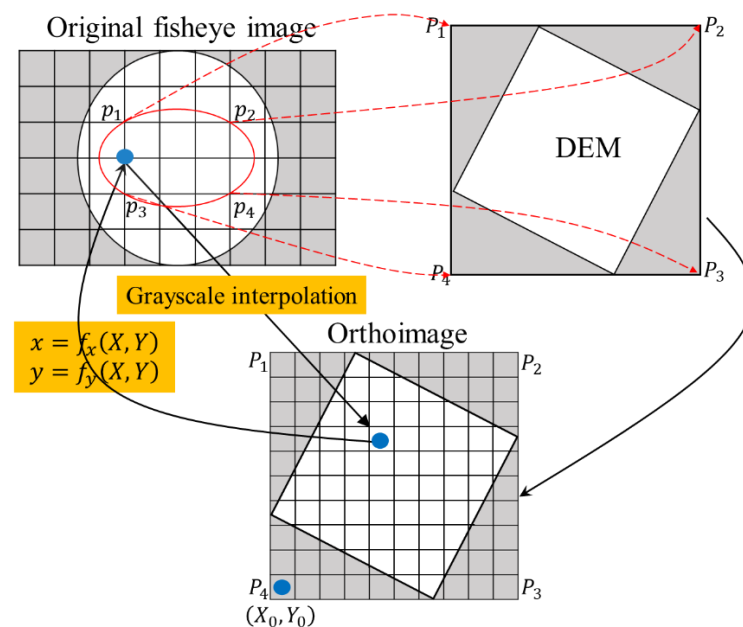 Original fisheye image
p₁
p₂
p₃
p₄
P₁
P₂
DEM
P₄
P₃
Grayscale interpolation
x = fₓ(X, Y)
y = f_y(X, Y)
Orthoimage
P₁
P₂
P₄
P₃
(X₀, Y₀)